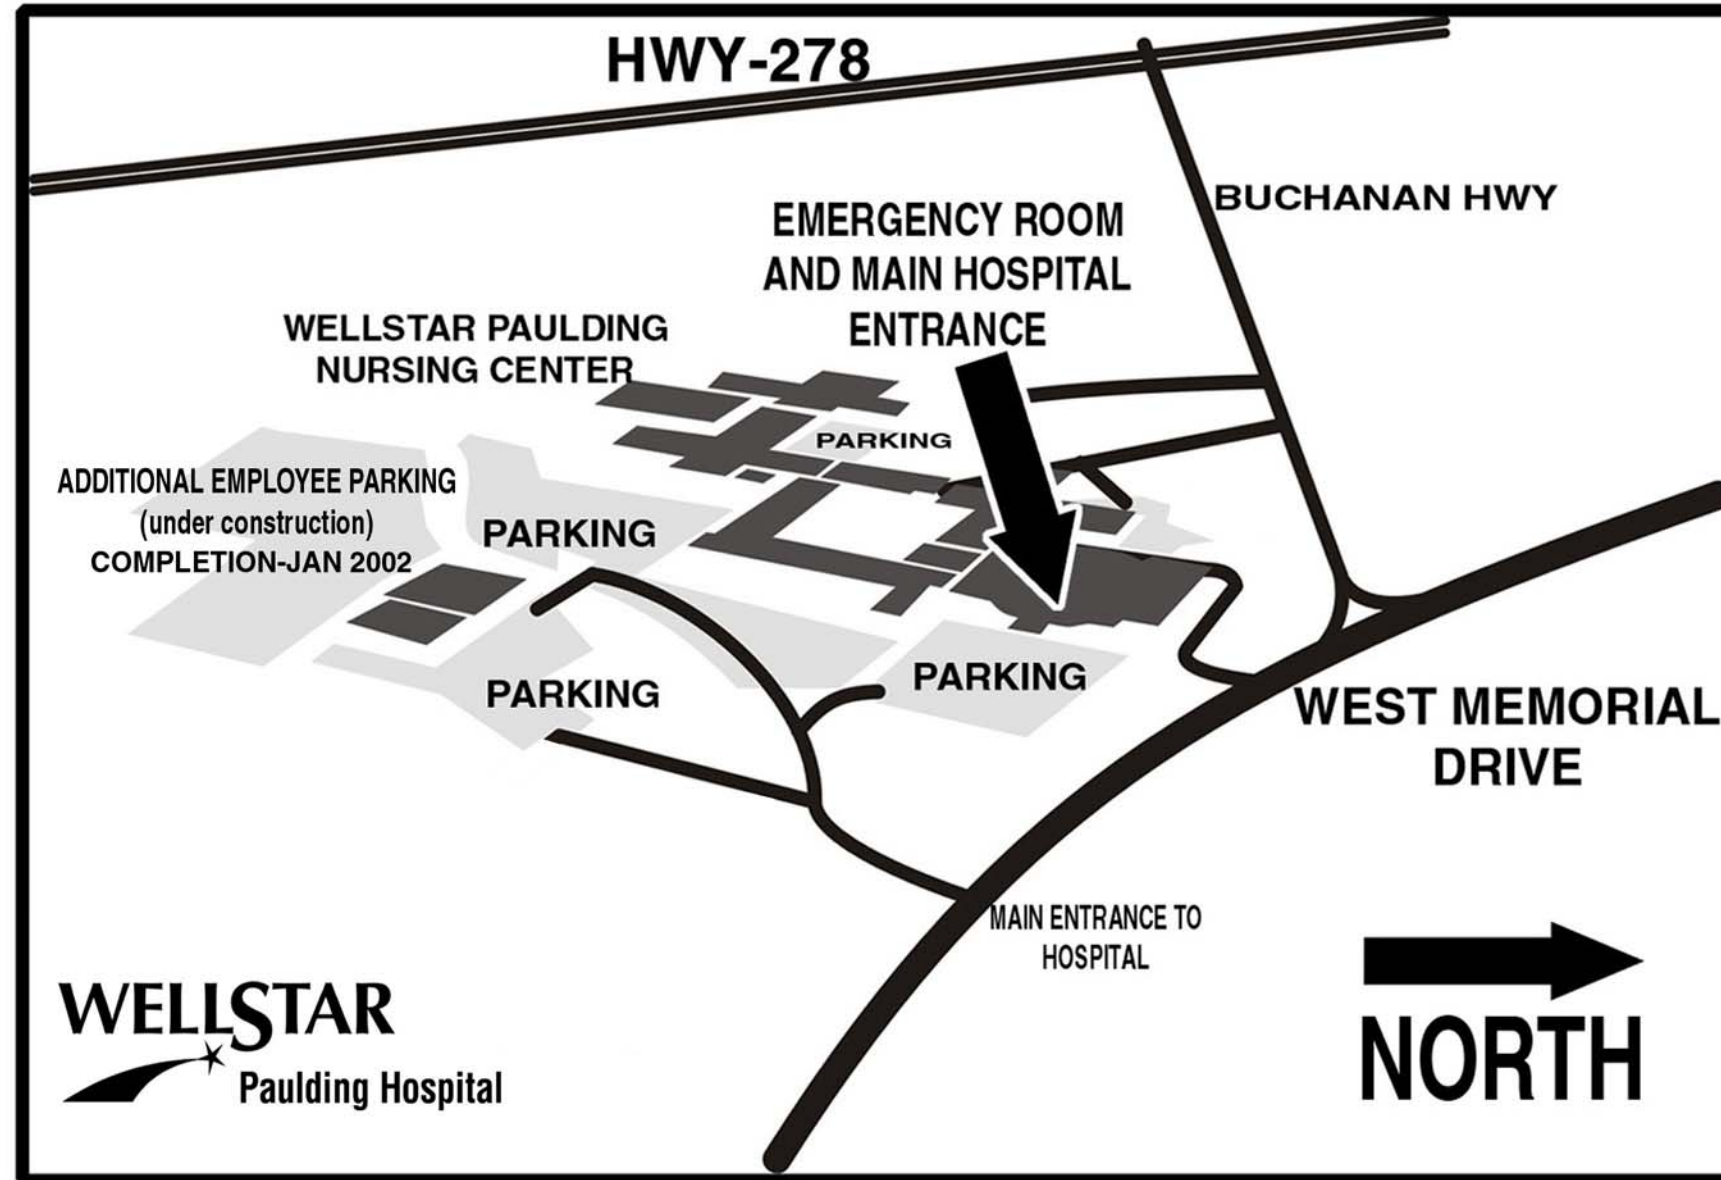 HWY-278
BUCHANAN HWY
EMERGENCY ROOM
AND MAIN HOSPITAL
ENTRANCE
WELLSTAR PAULDING
NURSING CENTER
PARKING
ADDITIONAL EMPLOYEE PARKING
(under construction)
COMPLETION-JAN 2002
PARKING
PARKING
PARKING
WEST MEMORIAL
DRIVE
MAIN ENTRANCE TO
HOSPITAL
WELLSTAR
Paulding Hospital
NORTH